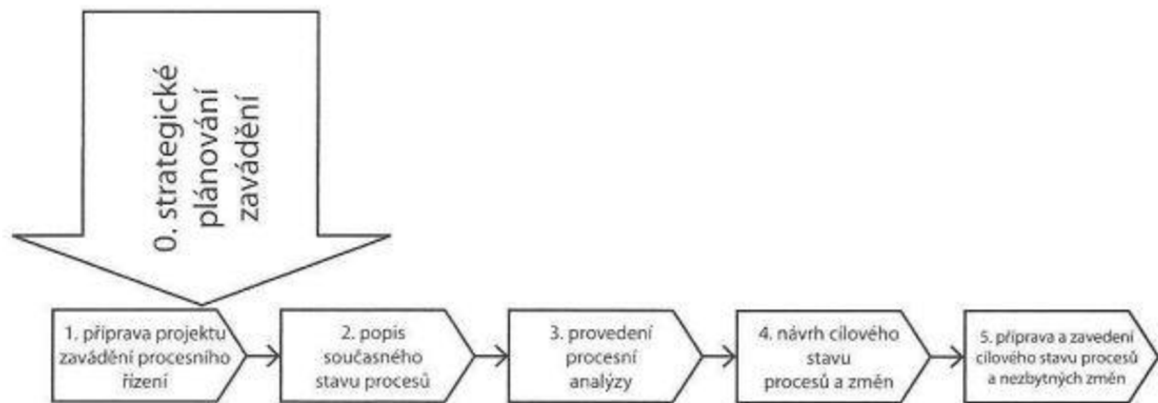 0. strategické
plánování
zavádění
1. příprava projektu
zavádění procesního
řízení
2. popis
současného
stavu procesů
3. provedení
procesní
analýzy
4. návrh cílového
stavu
procesů a změn
5. příprava a zavedení
cílového stavu procesů
a nezbytných změn